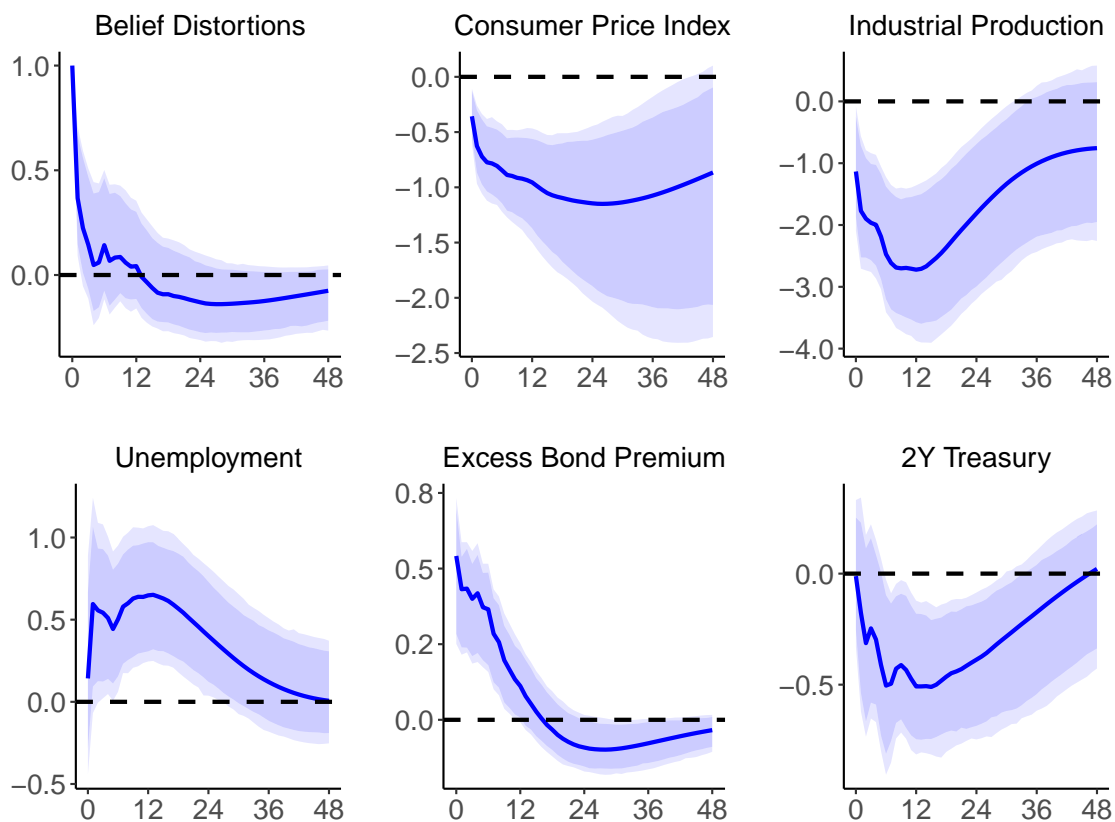 Belief Distortions
1.0
0.5
0.0
0 12 24 36 48
Consumer Price Index
0.0
−0.5
−1.0
−1.5
−2.0
−2.5
0 12 24 36 48
Industrial Production
0.0
−1.0
−2.0
−3.0
−4.0
0 12 24 36 48
Unemployment
1.0
0.5
0.0
−0.5
0 12 24 36 48
Excess Bond Premium
0.8
0.5
0.2
0.0
0 12 24 36 48
2Y Treasury
0.0
−0.5
0 12 24 36 48